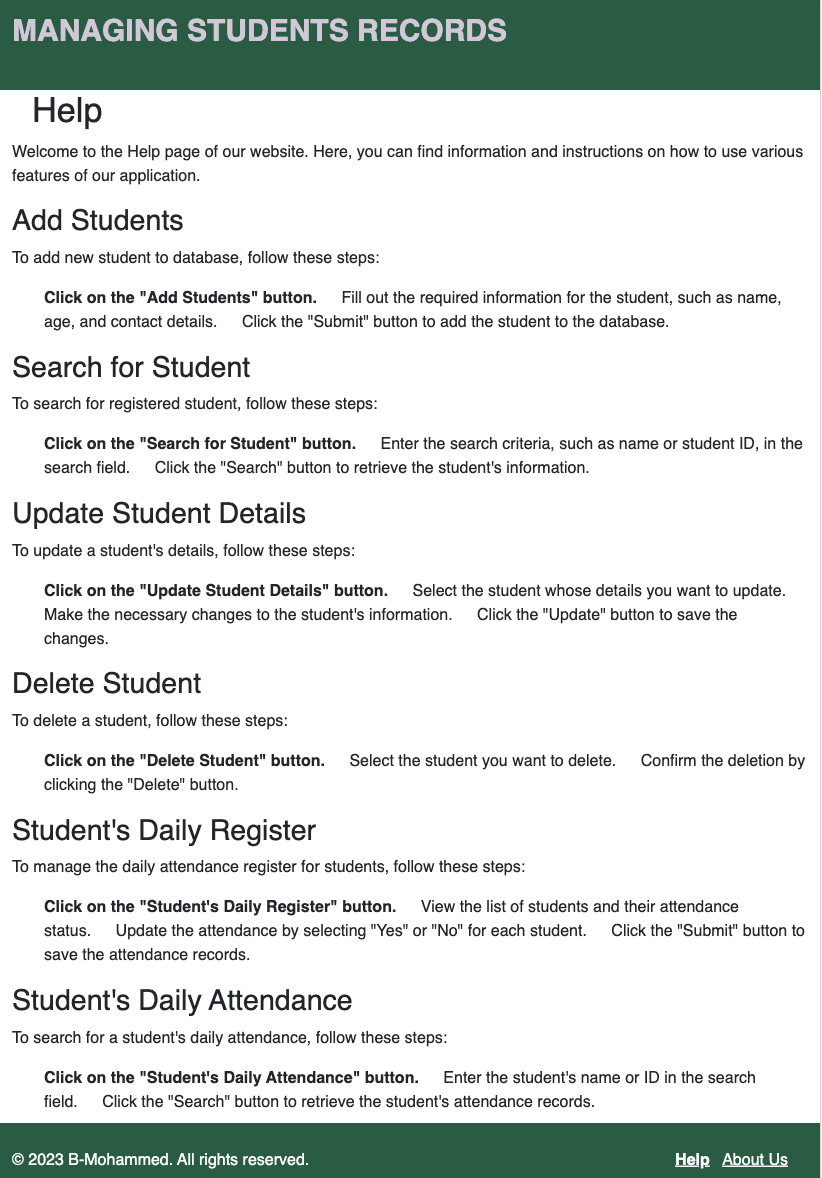 MANAGING STUDENTS RECORDS
Help
Welcome to the Help page of our website. Here, you can find information and instructions on how to use various
features of our application.
Add Students
To add new student to database, follow these steps:
Click on the "Add Students" button. Fill out the required information for the student, such as name,
age, and contact details. Click the "Submit" button to add the student to the database.
Search for Student
To search for registered student, follow these steps:
Click on the "Search for Student" button. Enter the search criteria, such as name or student ID, in the
search field. Click the "Search" button to retrieve the student's information.
Update Student Details
To update a student's details, follow these steps:
Click on the "Update Student Details" button. Select the student whose details you want to update.
Make the necessary changes to the student's information. Click the "Update" button to save the
changes.
Delete Student
To delete a student, follow these steps:
Click on the "Delete Student" button. Select the student you want to delete. Confirm the deletion by
clicking the "Delete" button.
Student's Daily Register
To manage the daily attendance register for students, follow these steps:
Click on the "Student's Daily Register" button. View the list of students and their attendance
status. Update the attendance by selecting "Yes" or "No" for each student. Click the "Submit" button to
save the attendance records.
Student's Daily Attendance
To search for a student's daily attendance, follow these steps:
Click on the "Student's Daily Attendance" button. Enter the student's name or ID in the search
field. Click the "Search" button to retrieve the student's attendance records.
© 2023 B-Mohammed. All rights reserved. Help About Us